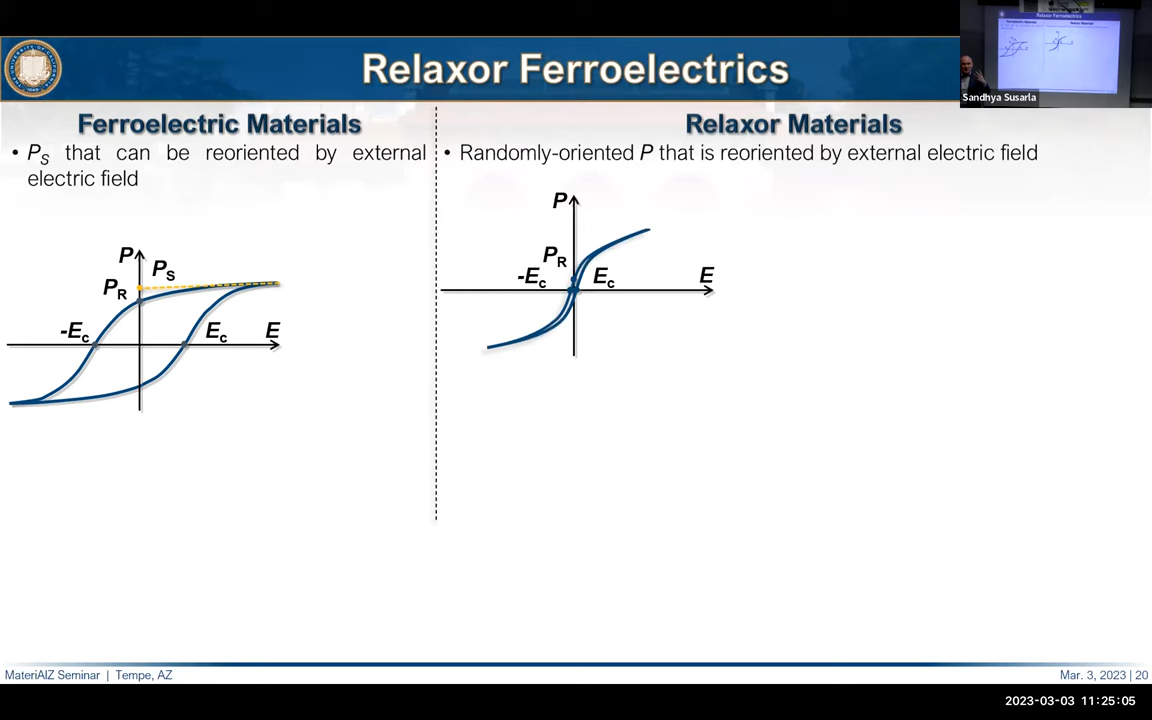 Relaxor Ferroelectrics
Sandhya Susarla
Ferroelectric Materials
• PS that can be reoriented by external
electric field
P
PS
PR
-Ec
Ec
E
Relaxor Materials
• Randomly-oriented P that is reoriented by external electric field
P
PR
-Ec
Ec
E
MateriAlZ Seminar | Tempe, AZ
Mar. 3, 2023 | 20
2023-03-03 11:25:05